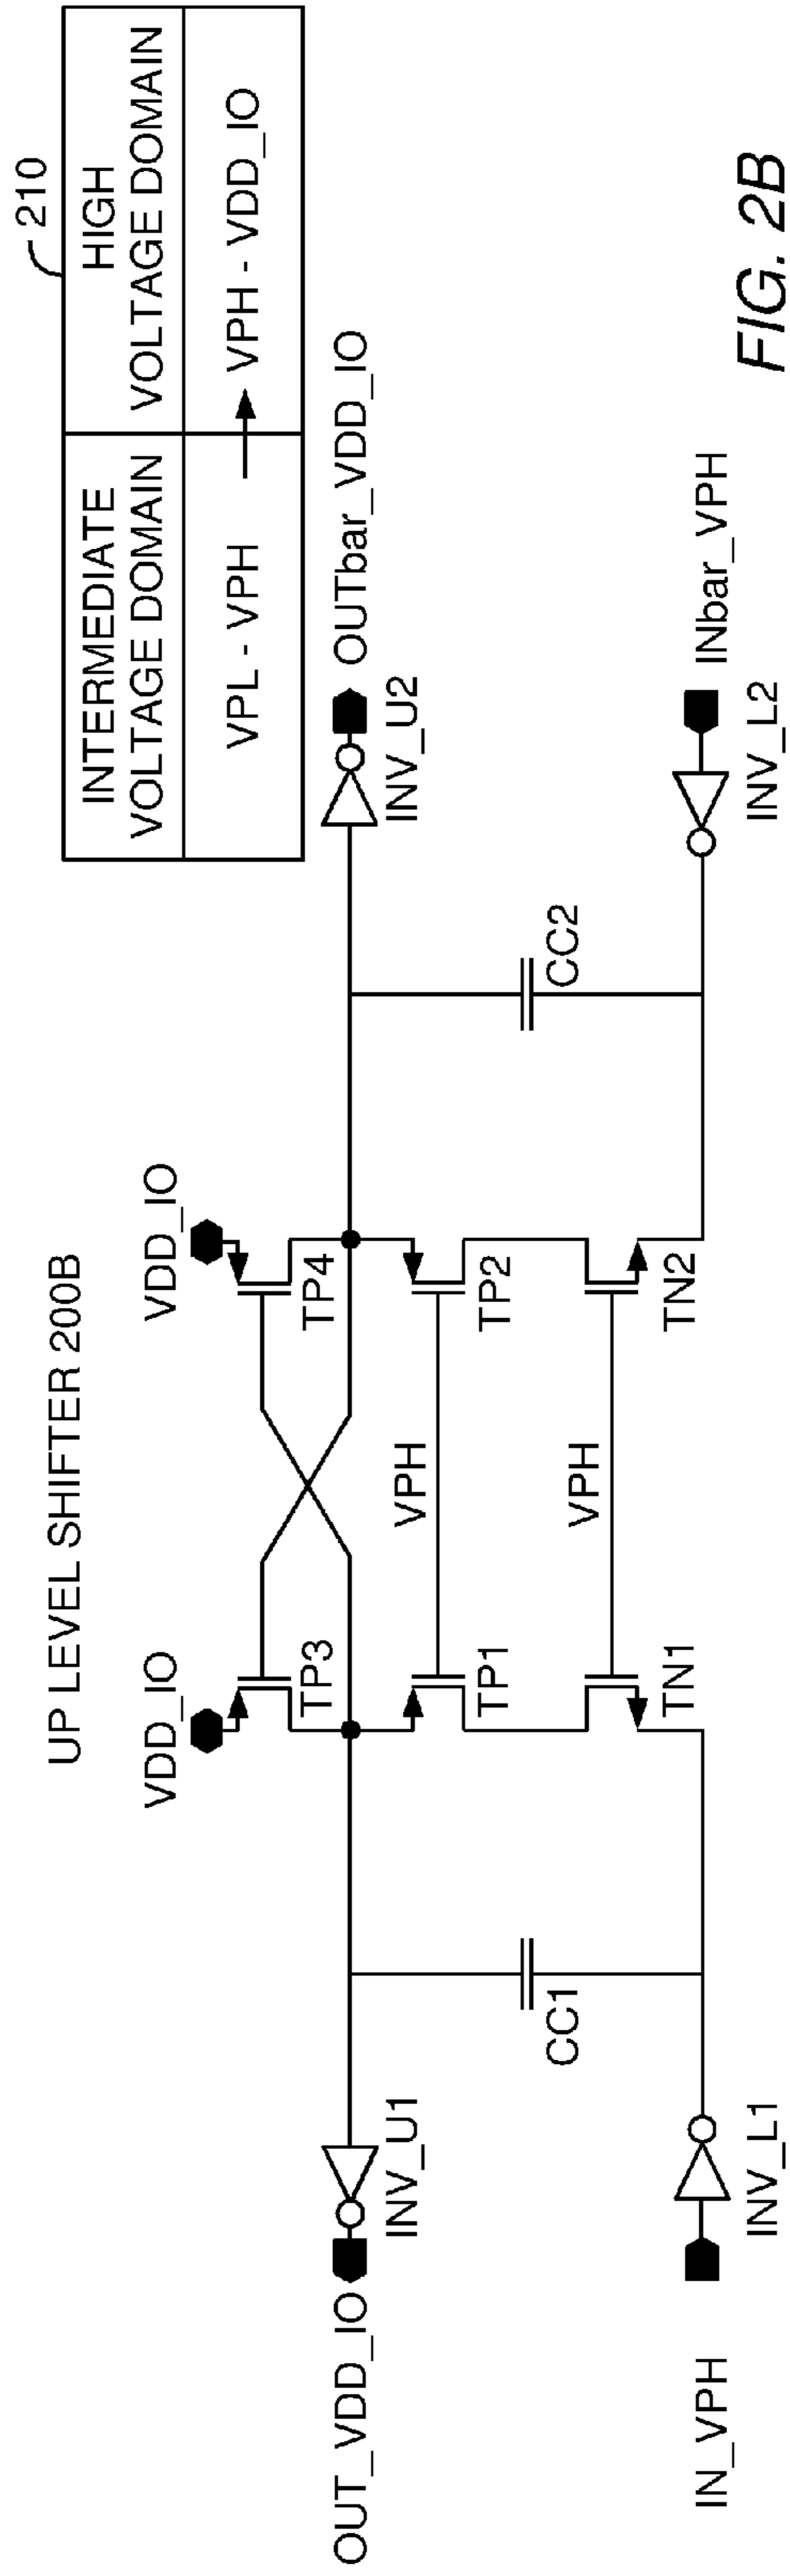 UP LEVEL SHIFTER 200B
210
INTERMEDIATE
VOLTAGE DOMAIN
HIGH
VOLTAGE DOMAIN
VPL - VPH
VPH - VDD_IO
VDD_IO
VDD_IO
TP3
TP4
OUT_VDD_IO
INV_U1
INV_U2
OUTbar_VDD_IO
VPH
TP1
TP2
CC1
CC2
VPH
TN1
TN2
IN_VPH
INV_L1
INV_L2
INbar_VPH
FIG. 2B